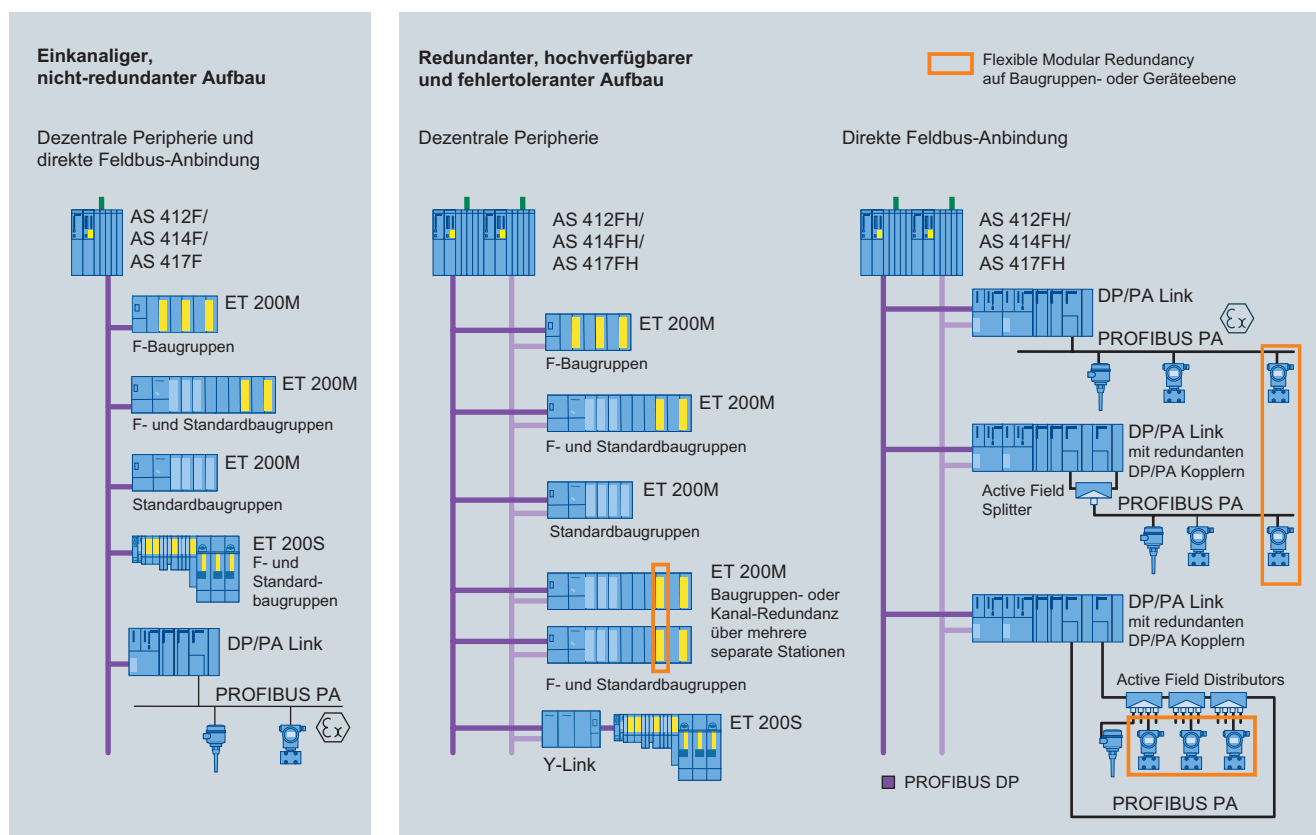 Einkanaliger,
nicht-redundanter Aufbau
Dezentrale Peripherie und
direkte Feldbus-Anbindung
AS 412F/
AS 414F/
AS 417F
ET 200M
F-Baugruppen
ET 200M
F- und Standardbaugruppen
ET 200M
Standardbaugruppen
ET 200S
F- und
Standard-
baugruppen
DP/PA Link
PROFIBUS PA
Ex
Redundanter, hochverfügbarer
und fehlertoleranter Aufbau
Flexible Modular Redundancy
auf Baugruppen- oder Geräteebene
Dezentrale Peripherie
AS 412FH/
AS 414FH/
AS 417FH
ET 200M
F-Baugruppen
ET 200M
F- und Standardbaugruppen
ET 200M
Standardbaugruppen
ET 200M
Baugruppen- oder
Kanal-Redundanz
über mehrere
separate Stationen
F- und Standardbaugruppen
ET 200S
Y-Link
Direkte Feldbus-Anbindung
AS 412FH/
AS 414FH/
AS 417FH
DP/PA Link
Ex
PROFIBUS PA
DP/PA Link
mit redundanten
DP/PA Kopplern
Active Field
Splitter
PROFIBUS PA
DP/PA Link
mit redundanten
DP/PA Kopplern
Active Field Distributors
PROFIBUS DP
PROFIBUS PA